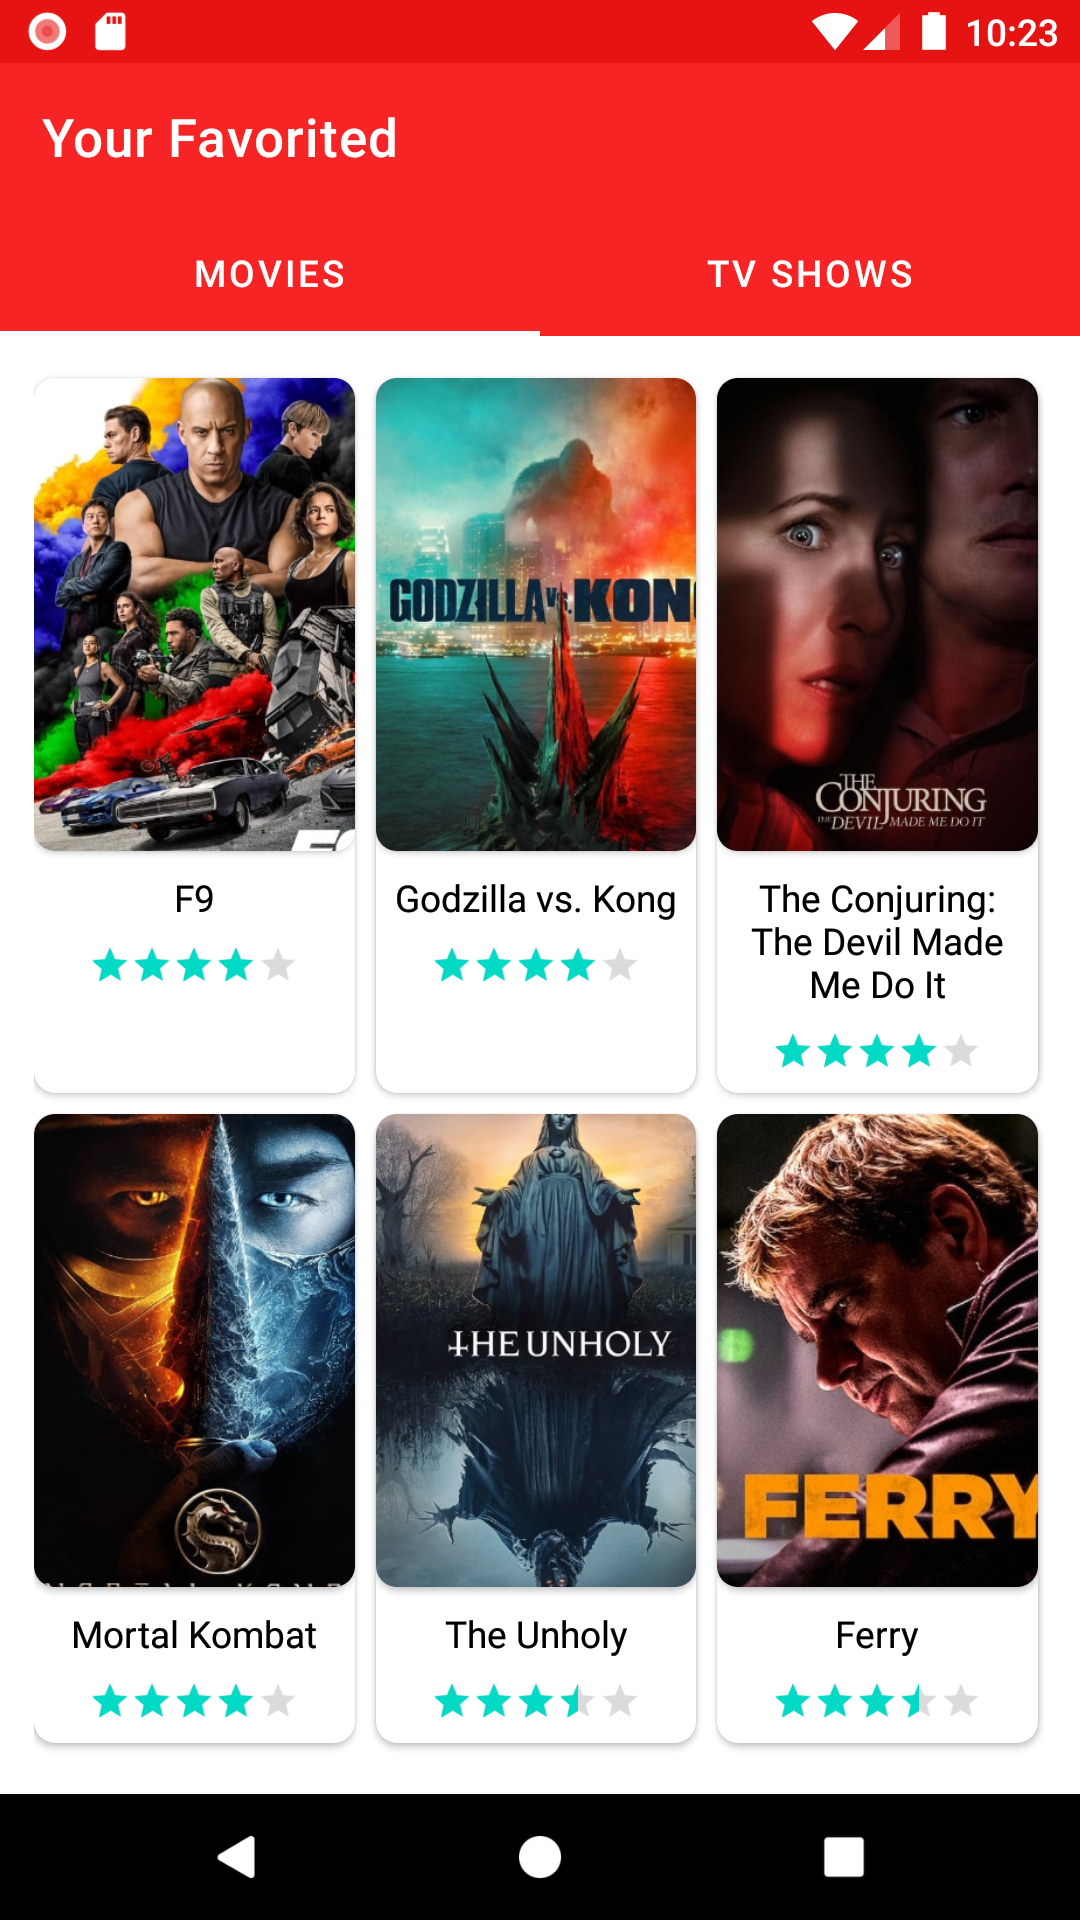 10:23
Your Favorited
MOVIES
TV SHOWS
GODZILLA vs. KON
THE
CONJURING
THE DEVIL MADE ME DO IT
F9
Godzilla vs. Kong
The Conjuring:
The Devil Made
Me Do It
THE UNHOLY
FERRY
Mortal Kombat
The Unholy
Ferry